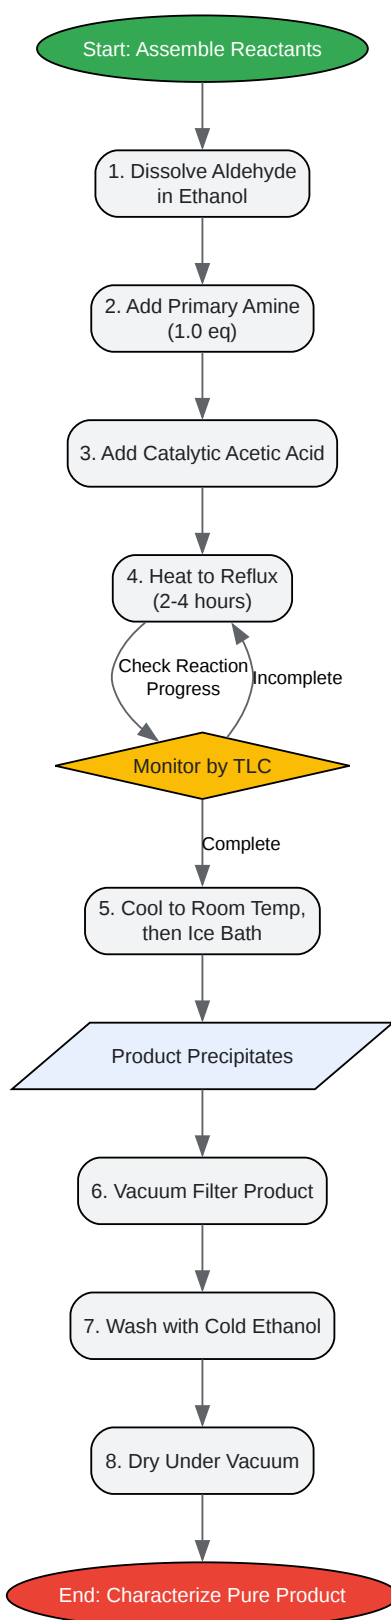 Start: Assemble Reactants
1. Dissolve Aldehyde
in Ethanol
2. Add Primary Amine
(1.0 eq)
3. Add Catalytic Acetic Acid
4. Heat to Reflux
(2-4 hours)
Check Reaction
Progress
Incomplete
Monitor by TLC
Complete
5. Cool to Room Temp,
then Ice Bath
Product Precipitates
6. Vacuum Filter Product
7. Wash with Cold Ethanol
8. Dry Under Vacuum
End: Characterize Pure Product